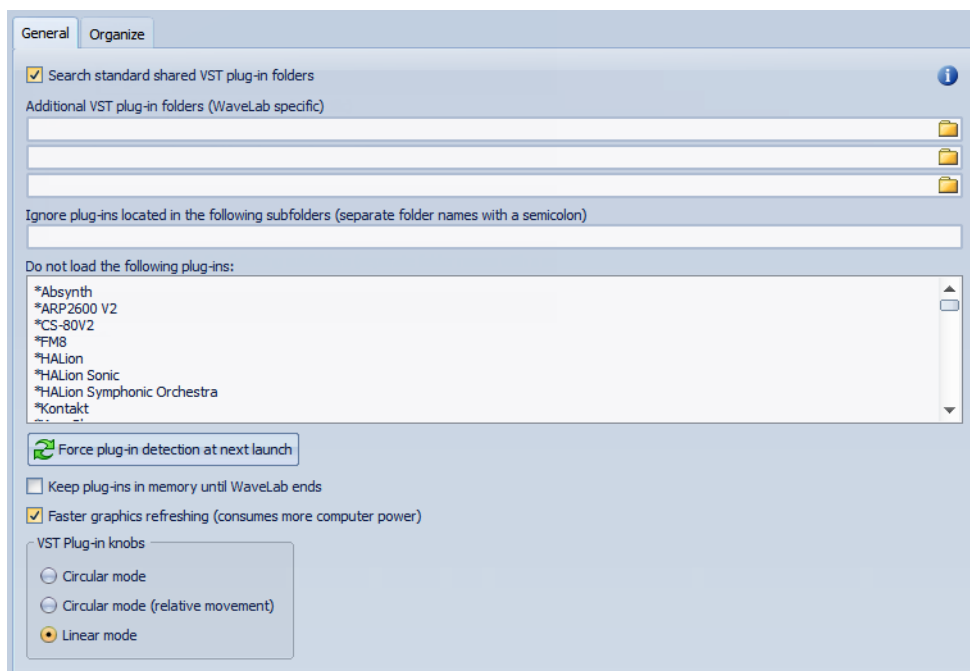 General Organize
Search standard shared VST plug-in folders
Additional VST plug-in folders (WaveLab specific)
Ignore plug-ins located in the following subfolders (separate folder names with a semicolon)
Do not load the following plug-ins:
*Absynth
*ARP2600 V2
*CS-80V2
*FM8
*HALion
*HALion Sonic
*HALion Symphonic Orchestra
*Kontakt
Force plug-in detection at next launch
Keep plug-ins in memory until WaveLab ends
Faster graphics refreshing (consumes more computer power)
VST Plug-in knobs
Circular mode
Circular mode (relative movement)
Linear mode